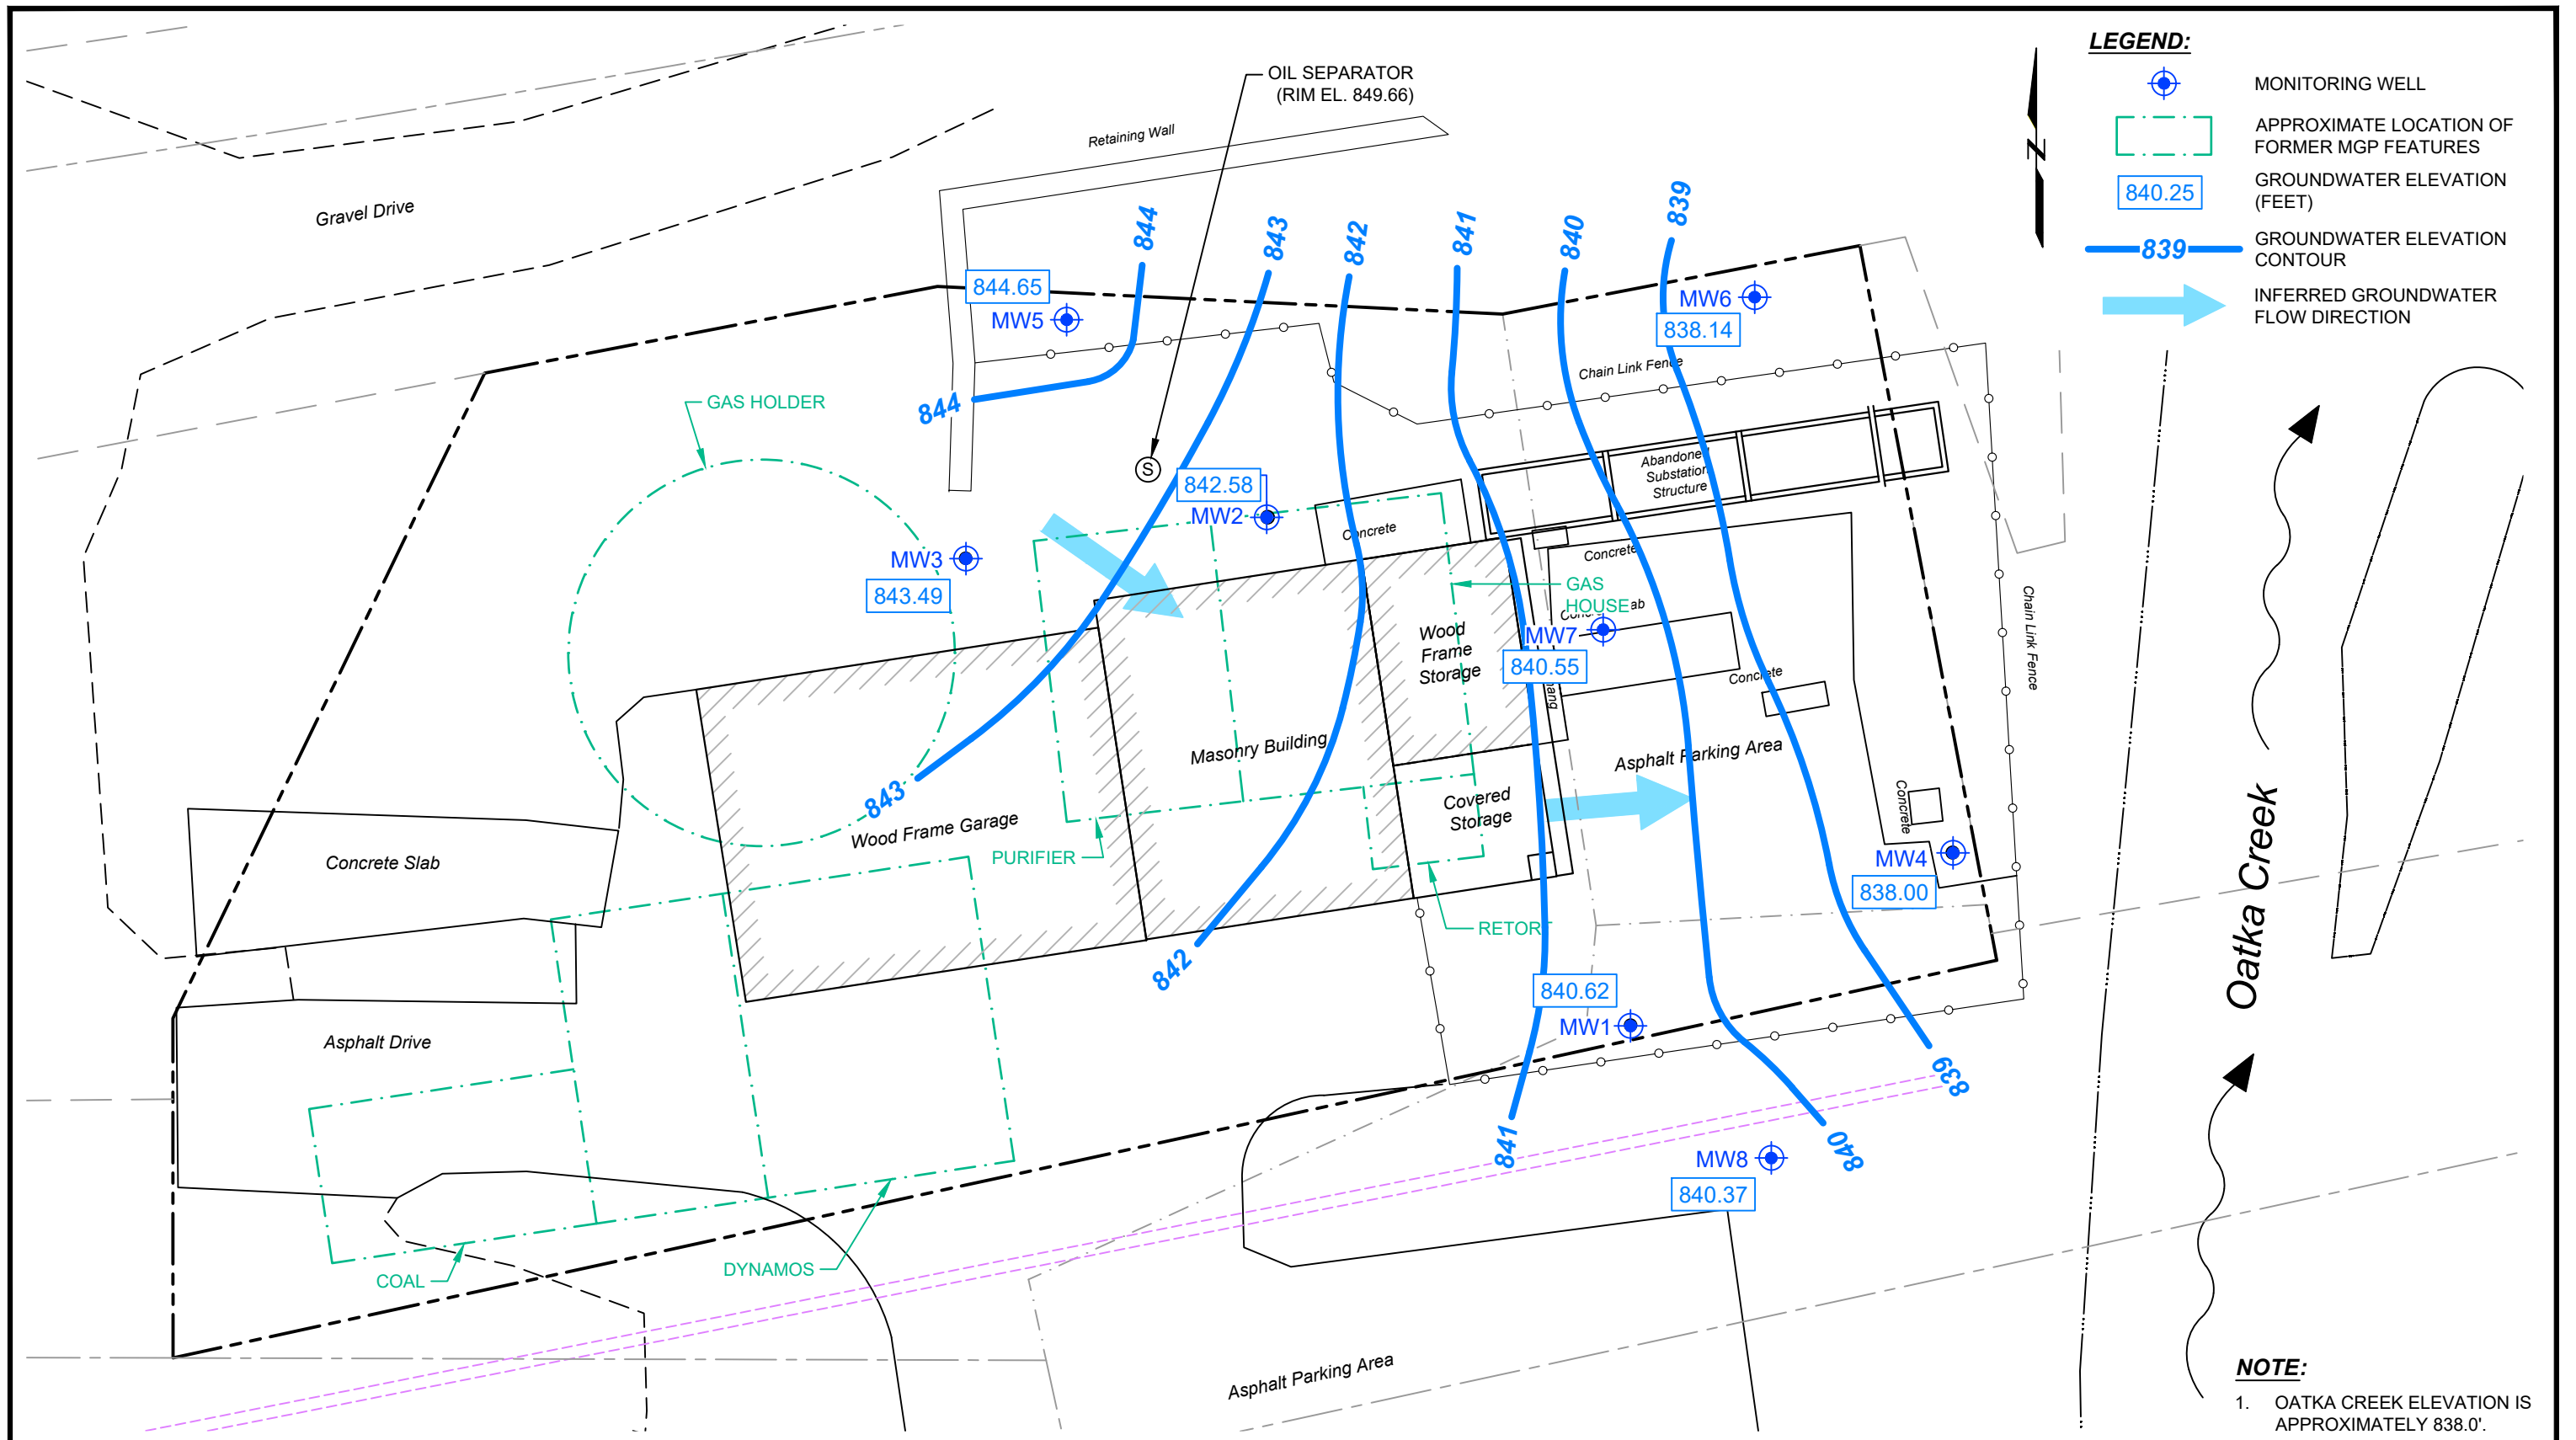 LEGEND:
MONITORING WELL
APPROXIMATE LOCATION OF
FORMER MGP FEATURES
840.25
GROUNDWATER ELEVATION
(FEET)
839
GROUNDWATER ELEVATION
CONTOUR
INFERRED GROUNDWATER
FLOW DIRECTION
N
OIL SEPARATOR
(RIM EL. 849.66)
Retaining Wall
Gravel Drive
844
843
842
841
840
839
844.65
MW5
MW6
838.14
Chain Link Fence
GAS HOLDER
844
S
842.58
MW2
Abandoned
Substation
Structure
Concrete
Concrete
MW3
843.49
GAS
HOUSE
Wood
Frame
Storage
MW7
840.55
Chain Link Fence
Concrete
Masonry Building
Asphalt Parking Area
843
Wood Frame Garage
Covered
Storage
Concrete
PURIFIER
Concrete Slab
MW4
838.00
Oatka Creek
RETORT
842
840.62
MW1
Asphalt Drive
839
841
840
MW8
840.37
COAL
DYNAMOS
Asphalt Parking Area
NOTE:
1. OATKA CREEK ELEVATION IS
APPROXIMATELY 838.0'.